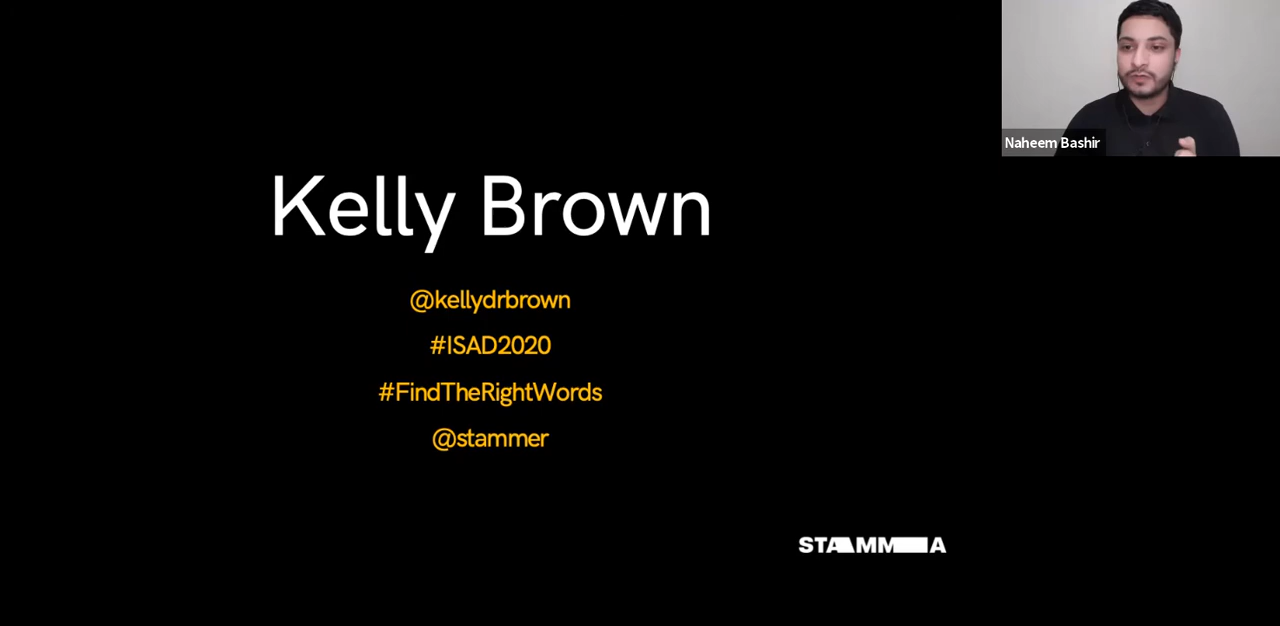 Naheem Bashir
Kelly Brown
@kellydrbrown
#ISAD2020
#FindTheRightWords
@stammer
STAMMA